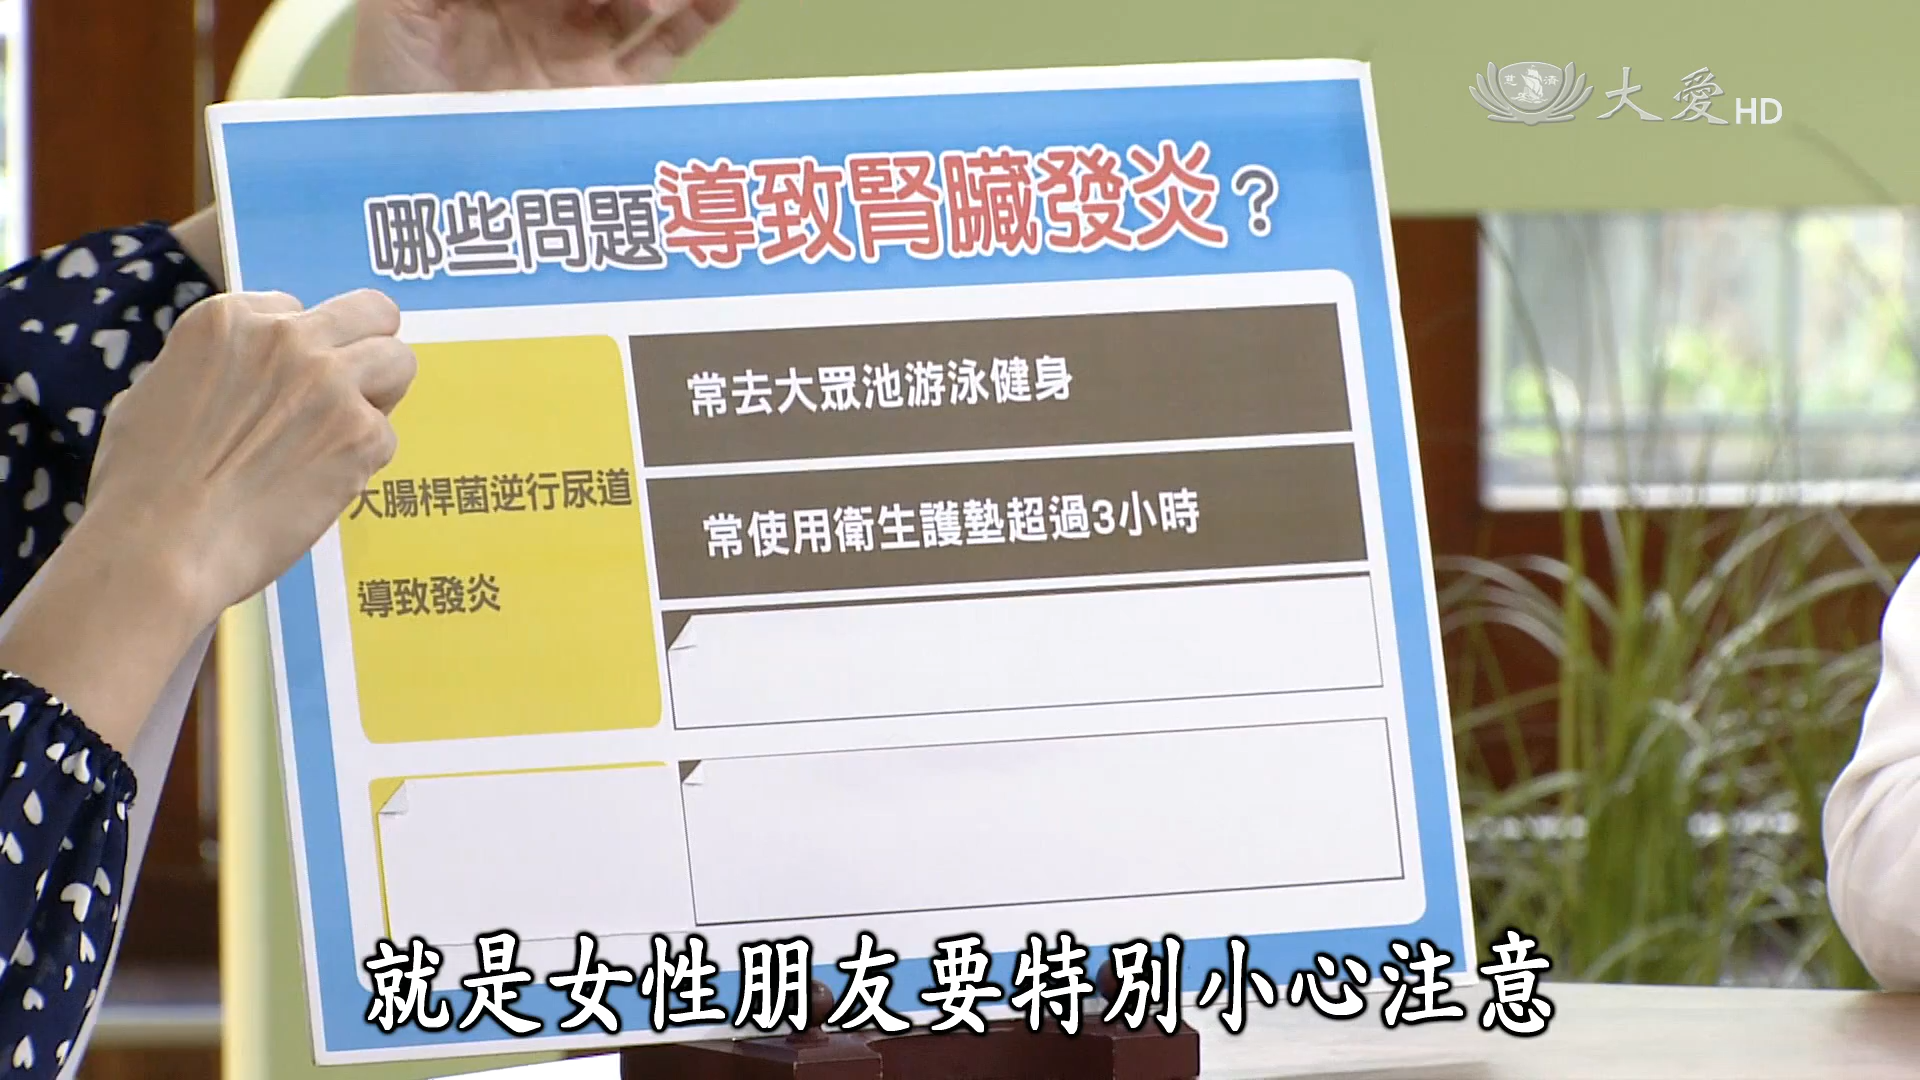 慈濟
大愛HD
哪些問題導致腎臟發炎？
常去大眾池游泳健身
大腸桿菌逆行尿道
導致發炎
常使用衛生護墊超過3小時
就是女性朋友要特別小心注意